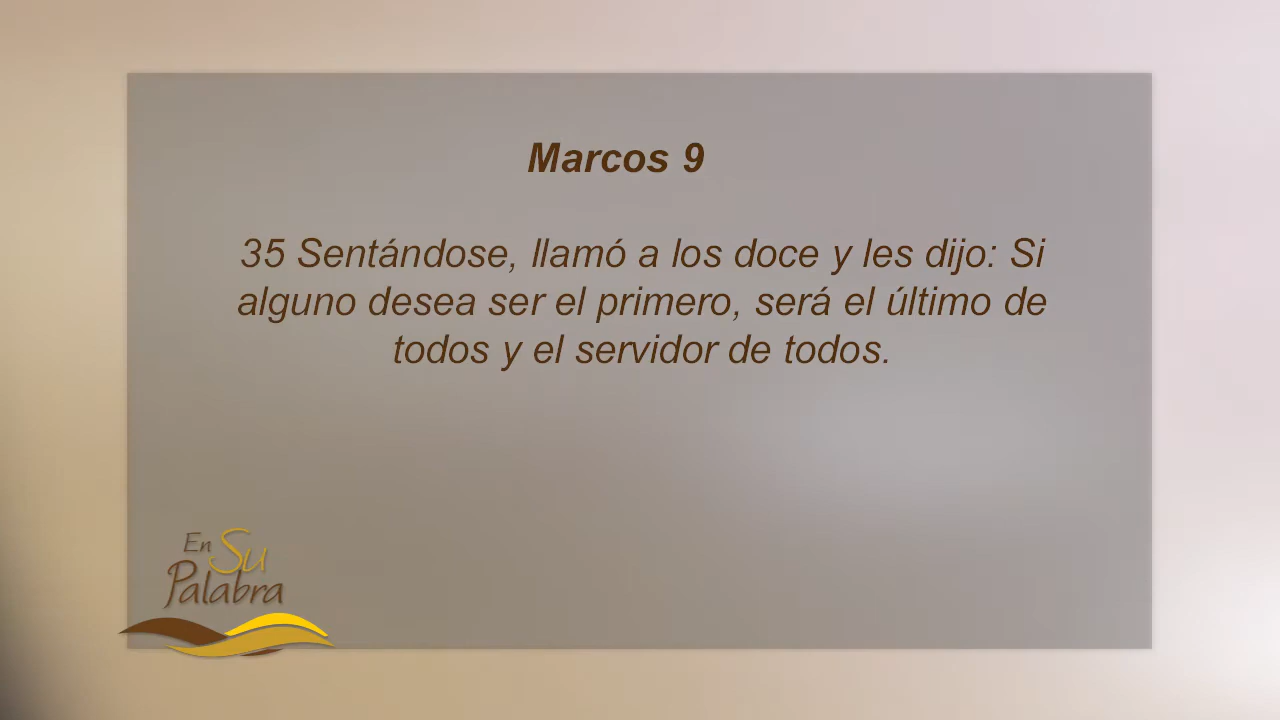 Marcos 9
35 Sentándose, llamó a los doce y les dijo: Si
alguno desea ser el primero, será el último de
todos y el servidor de todos.
En Su
Palabra